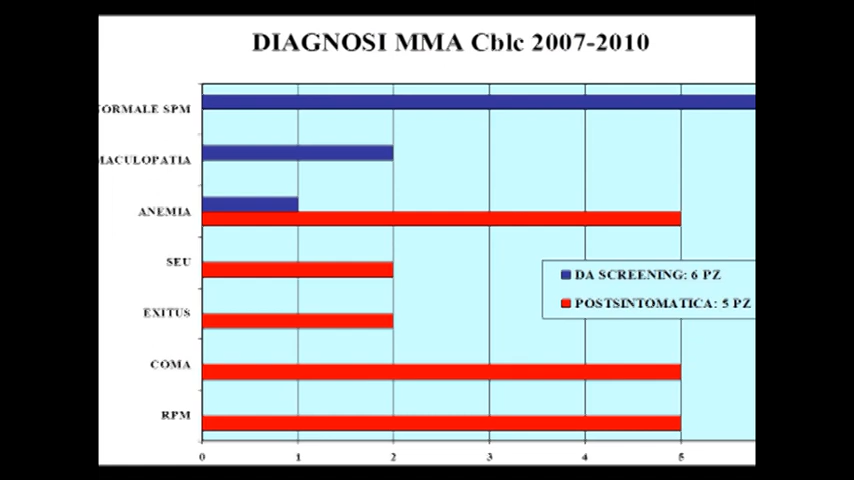 DIAGNOSI MMA Cblc 2007-2010
NORMALE SPM
MACULOPATIA
ANEMIA
SEU
EXITUS
COMA
RPM
DA SCREENING: 6 PZ
POSTSINTOMATICA: 5 PZ
0 1 2 3 4 5